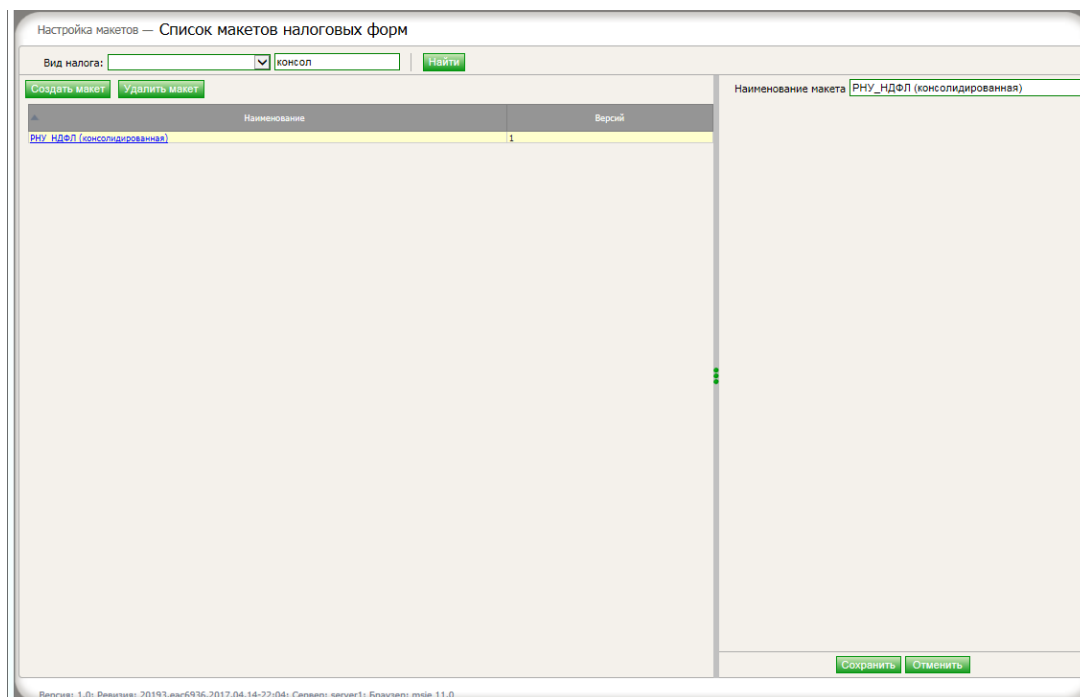 Настройка макетов — Список макетов налоговых форм
Вид налога: консол Найти
Создать макет Удалить макет
Наименование макета РНУ_НДФЛ (консолидированная)
Наименование Версий
РНУ_НДФЛ (консолидированная) 1
Сохранить Отменить
Версия: 1.0; Ревизия: 20193.eac6936.2017.04.14-22:04; Сервер: server1; Браузер: msie 11.0